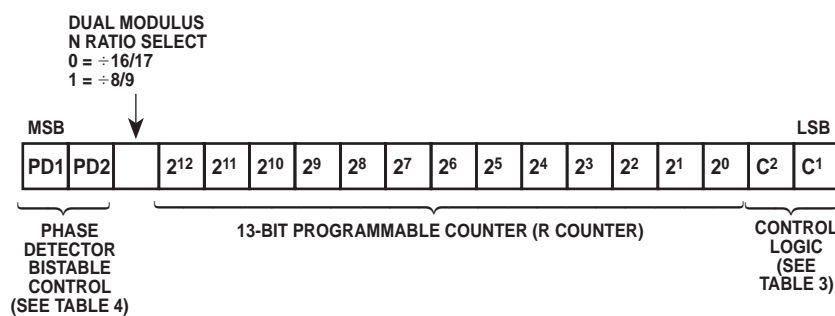 DUAL MODULUS
N RATIO SELECT
0 = ÷16/17
1 = ÷8/9
MSB
LSB
PD1 PD2 2¹² 2¹¹ 2¹⁰ 2⁹ 2⁸ 2⁷ 2⁶ 2⁵ 2⁴ 2³ 2² 2¹ 2⁰ C² C¹
PHASE
DETECTOR
BISTABLE
CONTROL
(SEE TABLE 4)
13-BIT PROGRAMMABLE COUNTER (R COUNTER)
CONTROL
LOGIC
(SEE
TABLE 3)